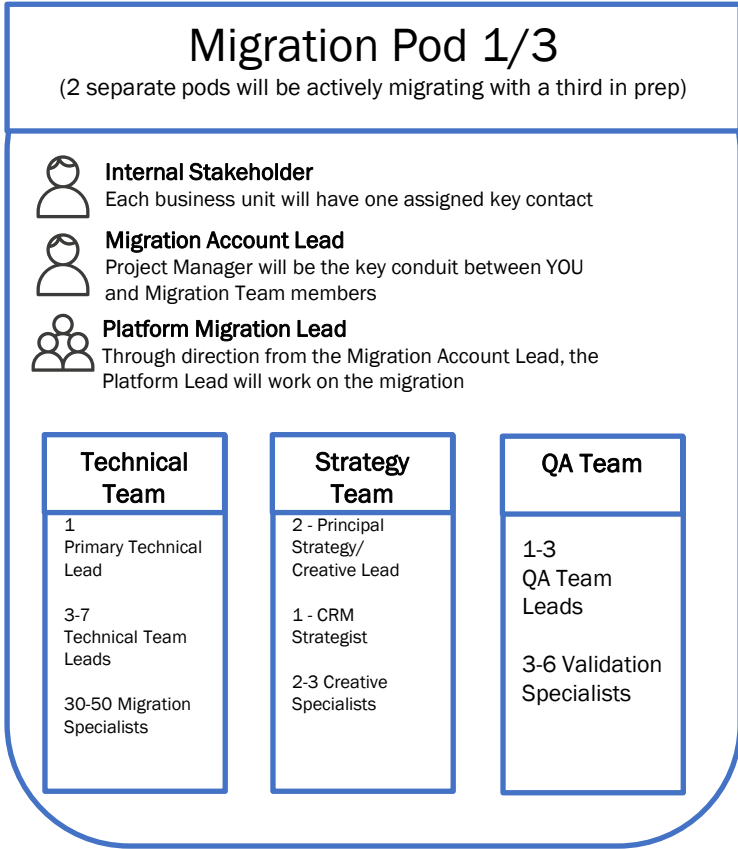 Migration Pod 1/3
(2 separate pods will be actively migrating with a third in prep)
Internal Stakeholder
Each business unit will have one assigned key contact
Migration Account Lead
Project Manager will be the key conduit between YOU
and Migration Team members
Platform Migration Lead
Through direction from the Migration Account Lead, the
Platform Lead will work on the migration
Technical
Team
1
Primary Technical
Lead
3-7
Technical Team
Leads
30-50 Migration
Specialists
Strategy
Team
2 - Principal
Strategy/
Creative Lead
1 - CRM
Strategist
2-3 Creative
Specialists
QA Team
1-3
QA Team
Leads
3-6 Validation
Specialists